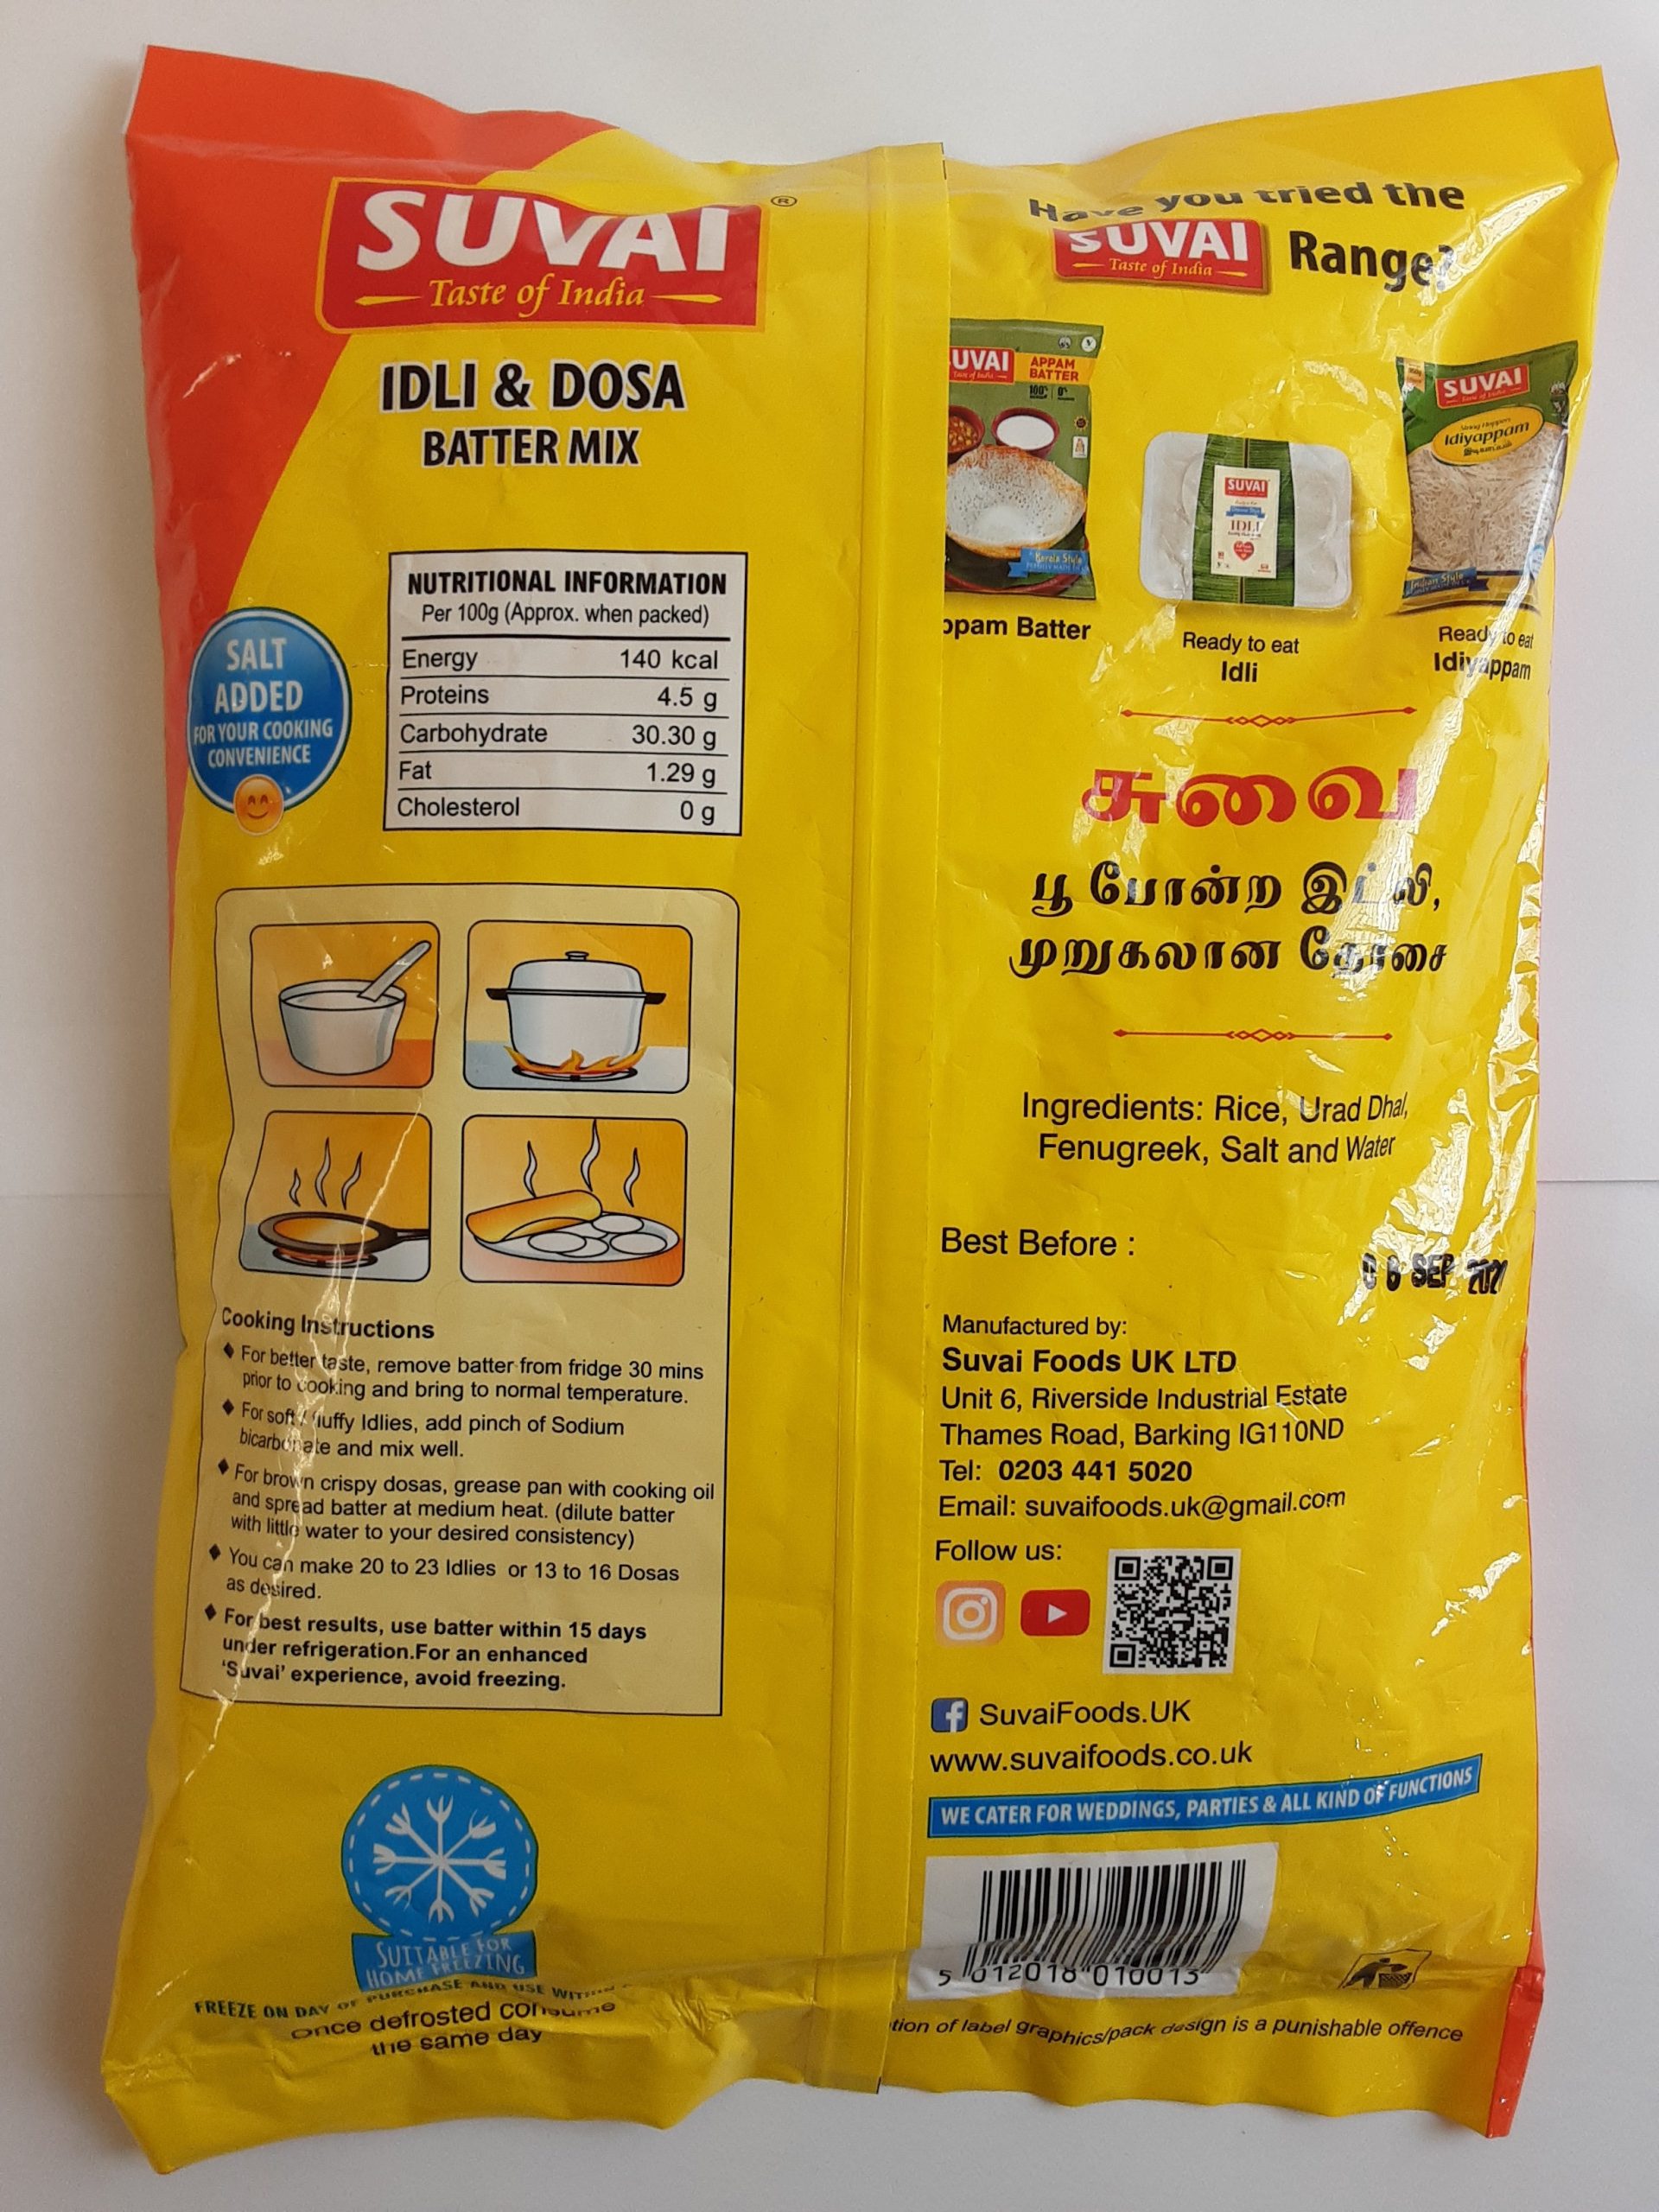 SUVAI ®
Taste of India
IDLI & DOSA
BATTER MIX
SALT
ADDED
FOR YOUR COOKING
CONVENIENCE
NUTRITIONAL INFORMATION
Per 100g (Approx. when packed)
Energy 140 kcal
Proteins 4.5 g
Carbohydrate 30.30 g
Fat 1.29 g
Cholesterol 0 g
Cooking Instructions
For better taste, remove batter from fridge 30 mins
prior to cooking and bring to normal temperature.
For soft / fluffy Idlies, add pinch of Sodium
bicarbonate and mix well.
For brown crispy dosas, grease pan with cooking oil
and spread batter at medium heat. (dilute batter
with little water to your desired consistency)
You can make 20 to 23 Idlies or 13 to 16 Dosas
as desired.
For best results, use batter within 15 days
under refrigeration.For an enhanced
'Suvai' experience, avoid freezing.
SUITABLE FOR
HOME FREEZING
FREEZE ON DAY OF PURCHASE AND USE WITHIN
Once defrosted consume
the same day
Have you tried the
SUVAI Range?
Taste of India
UVAI
APPAM
BATTER
100% 0%
Kerala Style
SUVAI
IDLI
SUVAI
Idiyappam
இடியாப்பம்
Indian Style
ppam Batter
Ready to eat
Idli
Ready to eat
Idiyappam
சுவை
பூ போன்ற இட்லி,
முறுகலான தோசை
Ingredients: Rice, Urad Dhal,
Fenugreek, Salt and Water
Best Before :
06 SEP 202
Manufactured by:
Suvai Foods UK LTD
Unit 6, Riverside Industrial Estate
Thames Road, Barking IG110ND
Tel: 0203 441 5020
Email: suvaifoods.uk@gmail.com
Follow us:
SuvaiFoods.UK
www.suvaifoods.co.uk
WE CATER FOR WEDDINGS, PARTIES & ALL KIND OF FUNCTIONS
5 012018 010013
tion of label graphics/pack design is a punishable offence